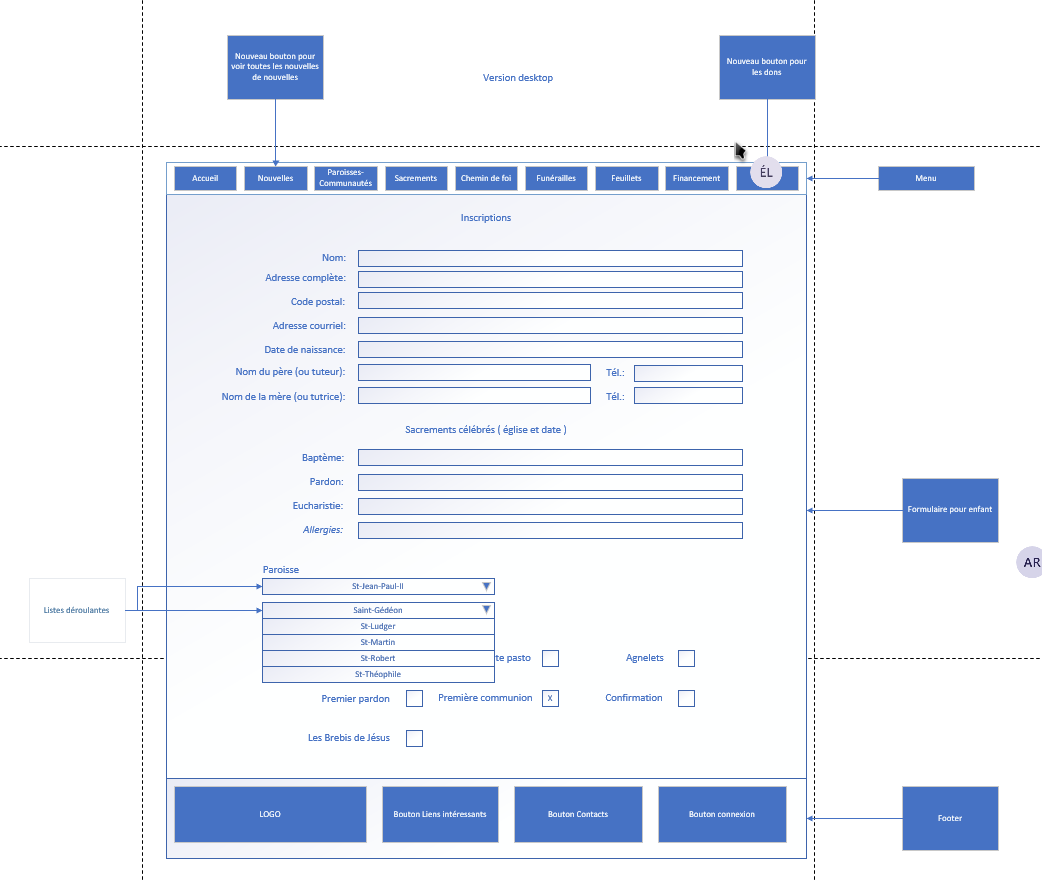 Nouveau bouton pour
voir toutes les nouvelles
de nouvelles
Version desktop
Nouveau bouton pour
les dons
Accueil
Nouvelles
Paroisses-
Communautés
Sacrements
Chemin de foi
Funérailles
Feuillets
Financement
ÉL
Menu
Inscriptions
Nom:
Adresse complète:
Code postal:
Adresse courriel:
Date de naissance:
Nom du père (ou tuteur):
Tél.:
Nom de la mère (ou tutrice):
Tél.:
Sacrements célébrés ( église et date )
Baptème:
Pardon:
Eucharistie:
Allergies:
Formulaire pour enfant
AR
Paroisse
St-Jean-Paul-II
Listes déroulantes
Saint-Gédéon
St-Ludger
St-Martin
St-Robert
St-Théophile
te pasto
Agnelets
Premier pardon
Première communion
x
Confirmation
Les Brebis de Jésus
LOGO
Bouton Liens intéressants
Bouton Contacts
Bouton connexion
Footer